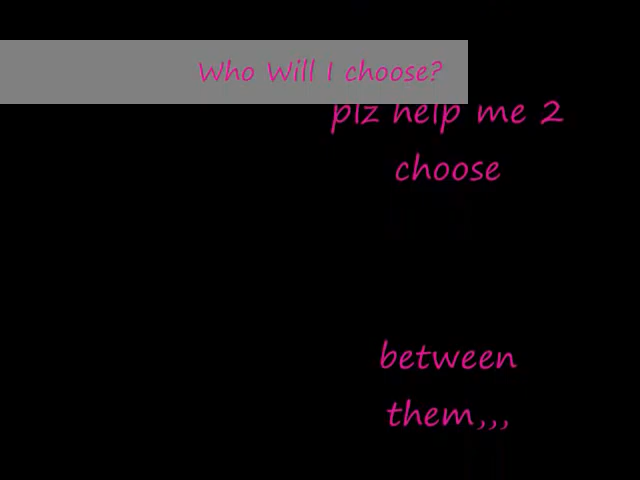 Who Will I choose?
plz help me 2
choose
between
them,,,